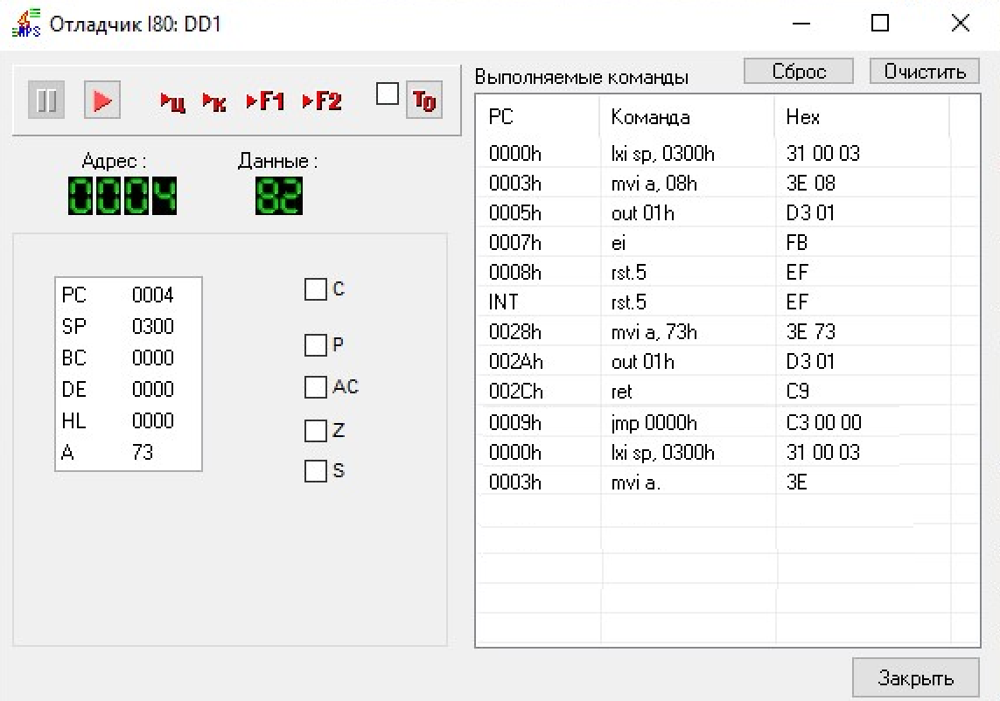 Отладчик I80: DD1
ц к F1 F2 T0
Адрес : Данные :
0004 82
PC 0004
SP 0300
BC 0000
DE 0000
HL 0000
A 73
C
P
AC
Z
S
Выполняемые команды Сброс Очистить
PC Команда Hex
0000h lxi sp, 0300h 31 00 03
0003h mvi a, 08h 3E 08
0005h out 01h D3 01
0007h ei FB
0008h rst.5 EF
INT rst.5 EF
0028h mvi a, 73h 3E 73
002Ah out 01h D3 01
002Ch ret C9
0009h jmp 0000h C3 00 00
0000h lxi sp, 0300h 31 00 03
0003h mvi a. 3E
Закрыть